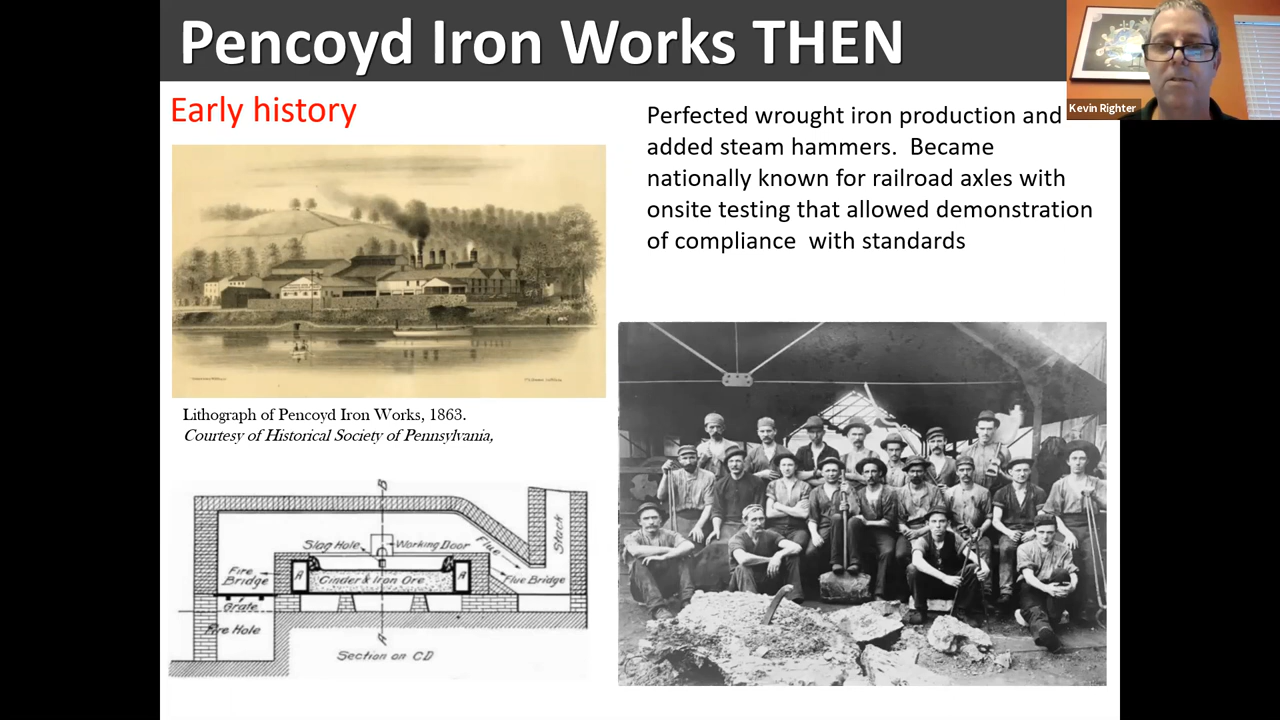 Pencoyd Iron Works THEN
Kevin Righter
Early history
Perfected wrought iron production and
added steam hammers.  Became
nationally known for railroad axles with
onsite testing that allowed demonstration
of compliance  with standards
Lithograph of Pencoyd Iron Works, 1863.
Courtesy of Historical Society of Pennsylvania,
B
Slag Hole
Working Door
Flue
Stack
Fire
Bridge
A
Cinder & Iron Ore
A
Flue Bridge
Grate
Fire Hole
A
Section on CD